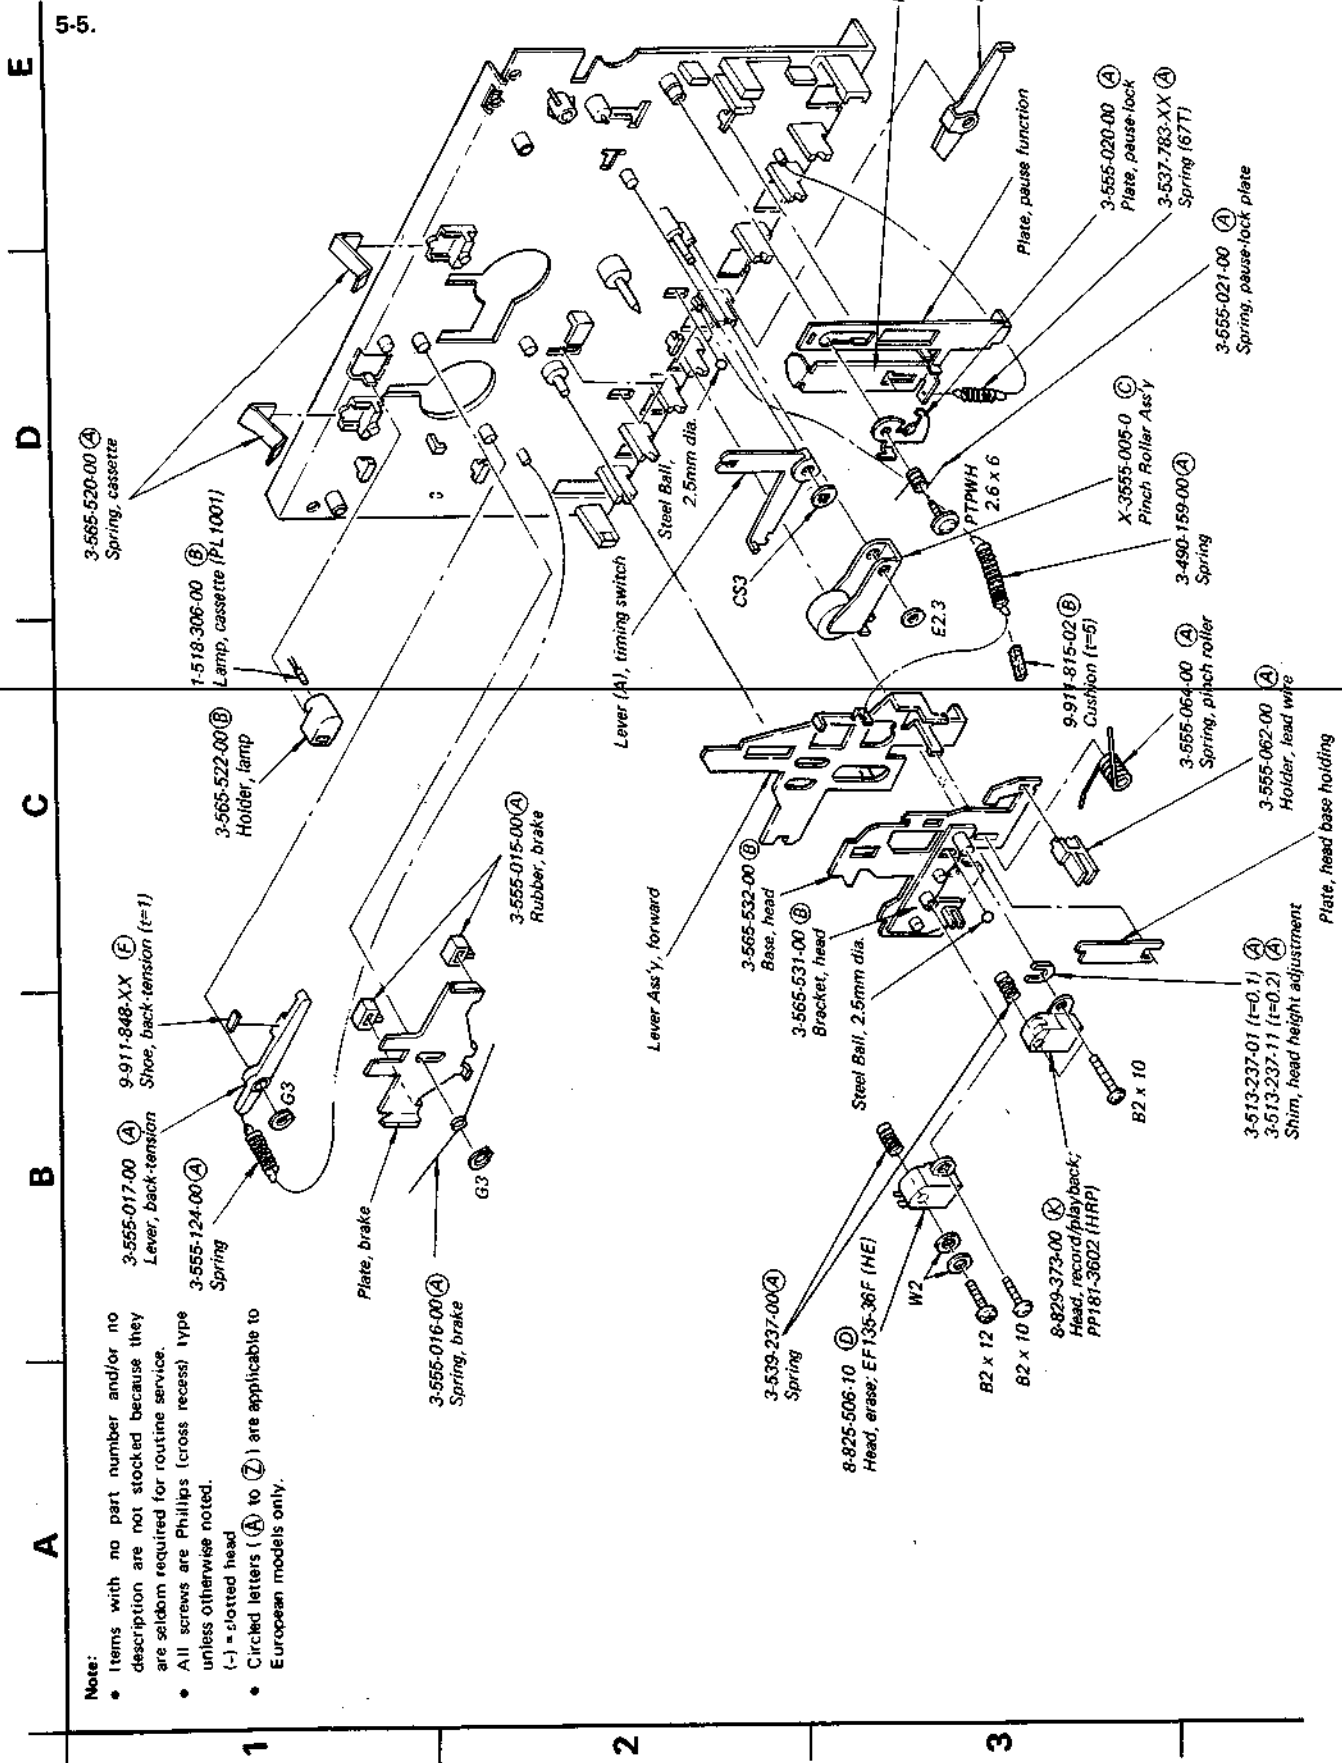 5-5.
A
B
C
D
E
1
2
3
Note:
• Items with no part number and/or no
description are not stocked because they
are seldom required for routine service.
• All screws are Phillips (cross recess) type
unless otherwise noted.
(–) = slotted head
• Circled letters (Ⓐ to Ⓩ) are applicable to
European models only.
3-555-017-00 Ⓐ
Lever, back-tension
9-911-848-XX Ⓕ
Shoe, back-tension (t=1)
3-555-124-00 Ⓐ
Spring
G3
3-565-522-00 Ⓑ
Holder, lamp
1-518-306-00 Ⓑ
Lamp, cassette (PL1001)
3-565-520-00 Ⓐ
Spring, cassette
Plate, brake
3-555-016-00 Ⓐ
Spring, brake
G3
3-555-015-00 Ⓐ
Rubber, brake
Lever (A), timing switch
Steel Ball,
2.5mm dia.
CS3
Lever Ass'y, forward
3-565-532-00 Ⓑ
Base, head
3-565-531-00 Ⓑ
Bracket, head
Steel Ball, 2.5mm dia.
3-539-237-00 Ⓐ
Spring
8-825-506-10 Ⓓ
Head, erase; EF135-36F (HE)
W2
B2 x 12
B2 x 10
8-829-373-00 Ⓚ
Head, record/playback;
PP181-3602 (HRP)
B2 x 10
3-513-237-01 (t=0.1) Ⓐ
3-513-237-11 (t=0.2) Ⓐ
Shim, head height adjustment
Plate, head base holding
3-555-062-00 Ⓐ
Holder, lead wire
3-555-064-00 Ⓐ
Spring, pinch roller
9-911-815-02 Ⓑ
Cushion (t=5)
E2.3
3-490-159-00 Ⓐ
Spring
X-3555-005-0 Ⓒ
Pinch Roller Ass'y
PTPWH
2.6 x 6
3-555-021-00 Ⓐ
Spring, pause-lock plate
3-537-783-XX Ⓐ
Spring (67T)
3-555-020-00 Ⓐ
Plate, pause-lock
Plate, pause function